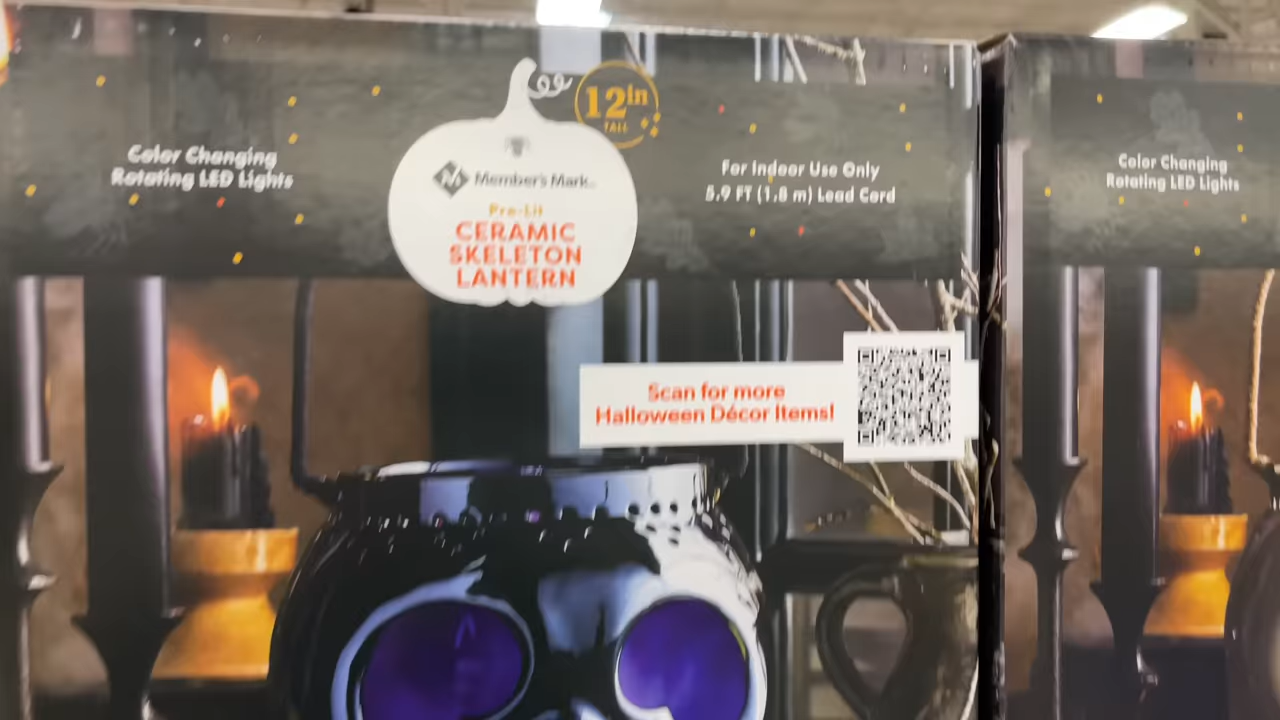 12in
TALL
Color Changing
Rotating LED Lights
Member's Mark
Pre-Lit
CERAMIC
SKELETON
LANTERN
For Indoor Use Only
5.9 FT (1.8 m) Lead Cord
Scan for more
Halloween Décor Items!
Color Changing
Rotating LED Lights